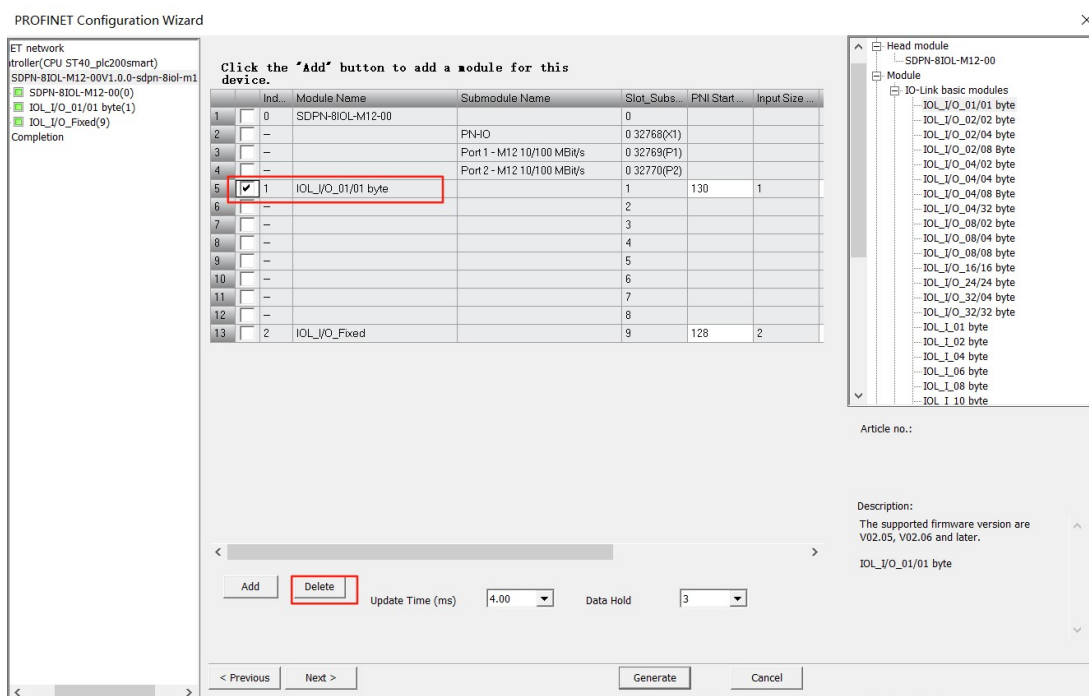 PROFINET Configuration Wizard
ET network
itroller(CPU ST40_plc200smart)
SDPN-8IOL-M12-00V1.0.0-sdpn-8iol-m1
SDPN-8IOL-M12-00(0)
IOL_I/O_01/01 byte(1)
IOL_I/O_Fixed(9)
Completion
Click the "Add" button to add a module for this
device.
Ind... Module Name Submodule Name Slot_Subs... PNI Start ... Input Size ...
1 0 SDPN-8IOL-M12-00 0
2 -- PN-IO 0 32768(X1)
3 -- Port 1 - M12 10/100 MBit/s 0 32769(P1)
4 -- Port 2 - M12 10/100 MBit/s 0 32770(P2)
5 1 IOL_I/O_01/01 byte 1 130 1
6 -- 2
7 -- 3
8 -- 4
9 -- 5
10 -- 6
11 -- 7
12 -- 8
13 2 IOL_I/O_Fixed 9 128 2
Add
Delete
Update Time (ms) 4.00 Data Hold 3
< Previous Next > Generate Cancel
Head module
SDPN-8IOL-M12-00
Module
IO-Link basic modules
IOL_I/O_01/01 byte
IOL_I/O_02/02 byte
IOL_I/O_02/04 byte
IOL_I/O_02/08 Byte
IOL_I/O_04/02 byte
IOL_I/O_04/04 byte
IOL_I/O_04/08 Byte
IOL_I/O_04/32 byte
IOL_I/O_08/02 byte
IOL_I/O_08/04 byte
IOL_I/O_08/08 byte
IOL_I/O_16/16 byte
IOL_I/O_24/24 byte
IOL_I/O_32/04 byte
IOL_I/O_32/32 byte
IOL_I_01 byte
IOL_I_02 byte
IOL_I_04 byte
IOL_I_06 byte
IOL_I_08 byte
IOL_I_10 byte
Article no.:
Description:
The supported firmware version are
V02.05, V02.06 and later.
IOL_I/O_01/01 byte